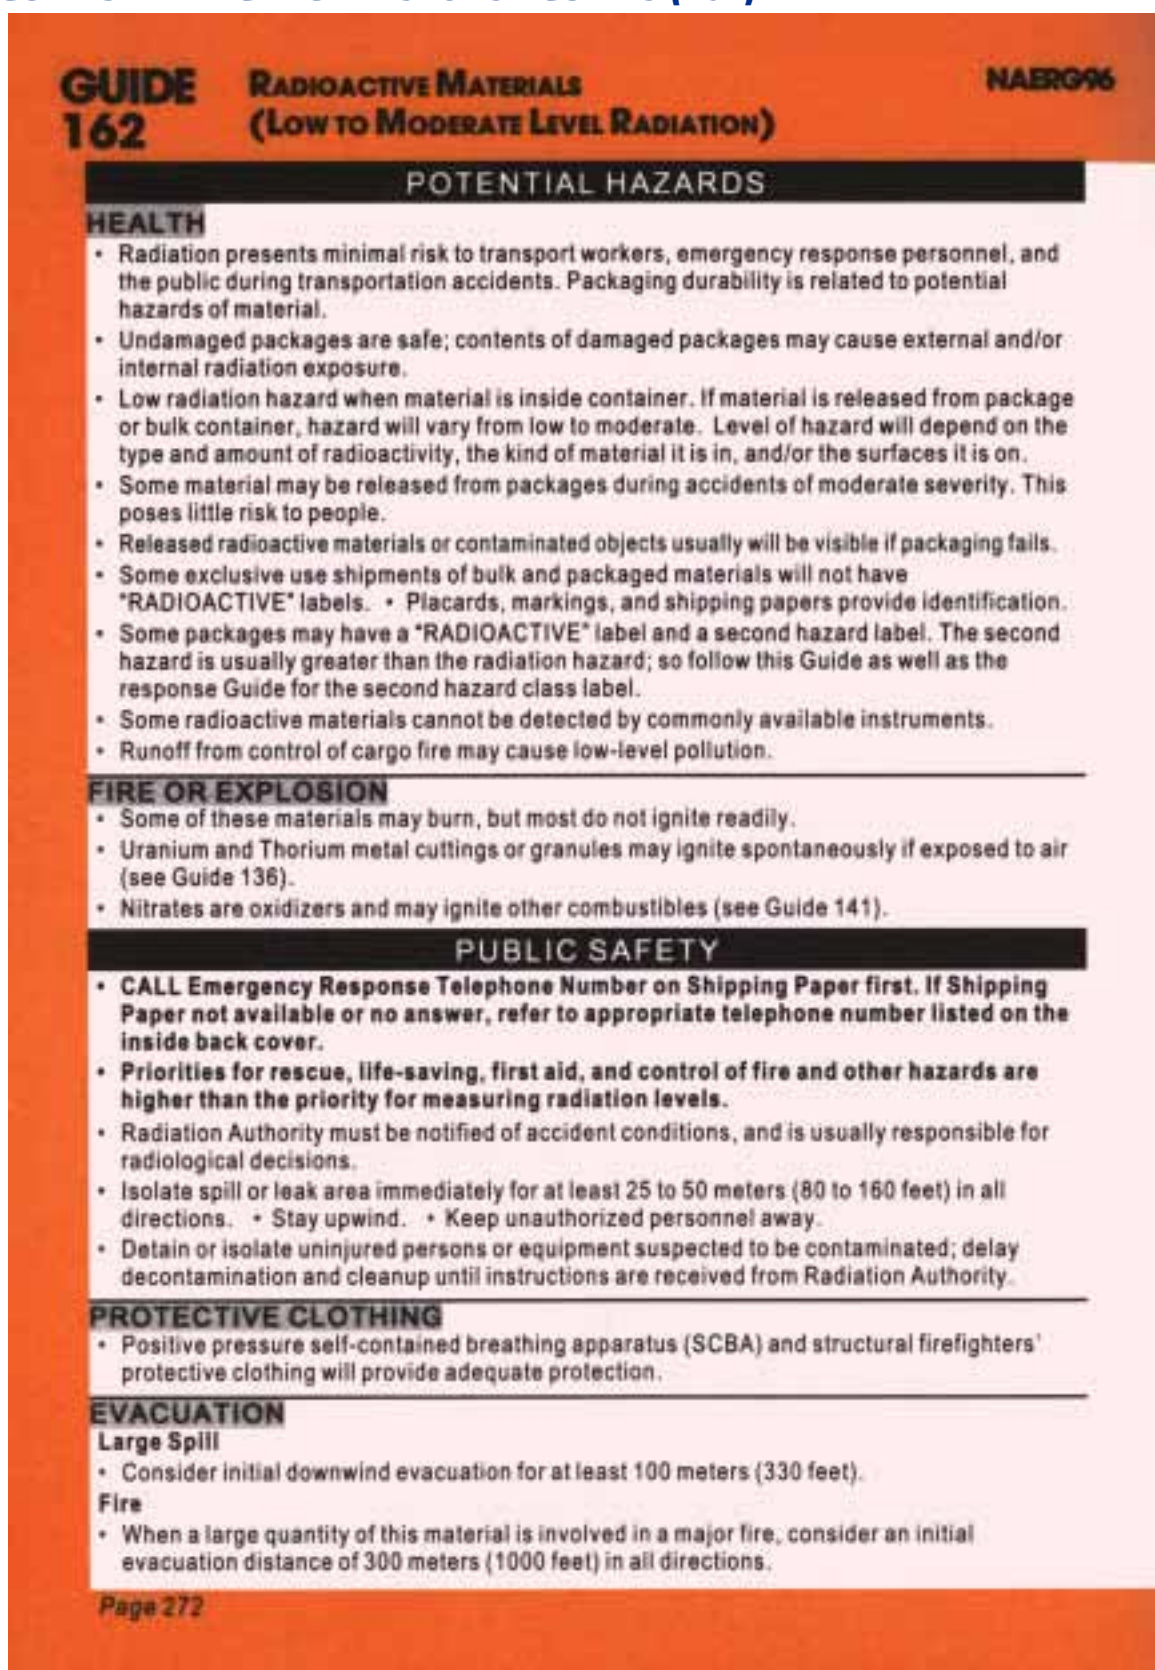 GUIDE
162
RADIOACTIVE MATERIALS
(LOW TO MODERATE LEVEL RADIATION)
NAERG96
POTENTIAL HAZARDS
HEALTH
• Radiation presents minimal risk to transport workers, emergency response personnel, and
the public during transportation accidents. Packaging durability is related to potential
hazards of material.
• Undamaged packages are safe; contents of damaged packages may cause external and/or
internal radiation exposure.
• Low radiation hazard when material is inside container. If material is released from package
or bulk container, hazard will vary from low to moderate. Level of hazard will depend on the
type and amount of radioactivity, the kind of material it is in, and/or the surfaces it is on.
• Some material may be released from packages during accidents of moderate severity. This
poses little risk to people.
• Released radioactive materials or contaminated objects usually will be visible if packaging fails.
• Some exclusive use shipments of bulk and packaged materials will not have
"RADIOACTIVE" labels. • Placards, markings, and shipping papers provide identification.
• Some packages may have a "RADIOACTIVE" label and a second hazard label. The second
hazard is usually greater than the radiation hazard; so follow this Guide as well as the
response Guide for the second hazard class label.
• Some radioactive materials cannot be detected by commonly available instruments.
• Runoff from control of cargo fire may cause low-level pollution.
FIRE OR EXPLOSION
• Some of these materials may burn, but most do not ignite readily.
• Uranium and Thorium metal cuttings or granules may ignite spontaneously if exposed to air
(see Guide 136).
• Nitrates are oxidizers and may ignite other combustibles (see Guide 141).
PUBLIC SAFETY
• CALL Emergency Response Telephone Number on Shipping Paper first. If Shipping
Paper not available or no answer, refer to appropriate telephone number listed on the
inside back cover.
• Priorities for rescue, life-saving, first aid, and control of fire and other hazards are
higher than the priority for measuring radiation levels.
• Radiation Authority must be notified of accident conditions, and is usually responsible for
radiological decisions.
• Isolate spill or leak area immediately for at least 25 to 50 meters (80 to 160 feet) in all
directions. • Stay upwind. • Keep unauthorized personnel away.
• Detain or isolate uninjured persons or equipment suspected to be contaminated; delay
decontamination and cleanup until instructions are received from Radiation Authority.
PROTECTIVE CLOTHING
• Positive pressure self-contained breathing apparatus (SCBA) and structural firefighters'
protective clothing will provide adequate protection.
EVACUATION
Large Spill
• Consider initial downwind evacuation for at least 100 meters (330 feet).
Fire
• When a large quantity of this material is involved in a major fire, consider an initial
evacuation distance of 300 meters (1000 feet) in all directions.
Page 272